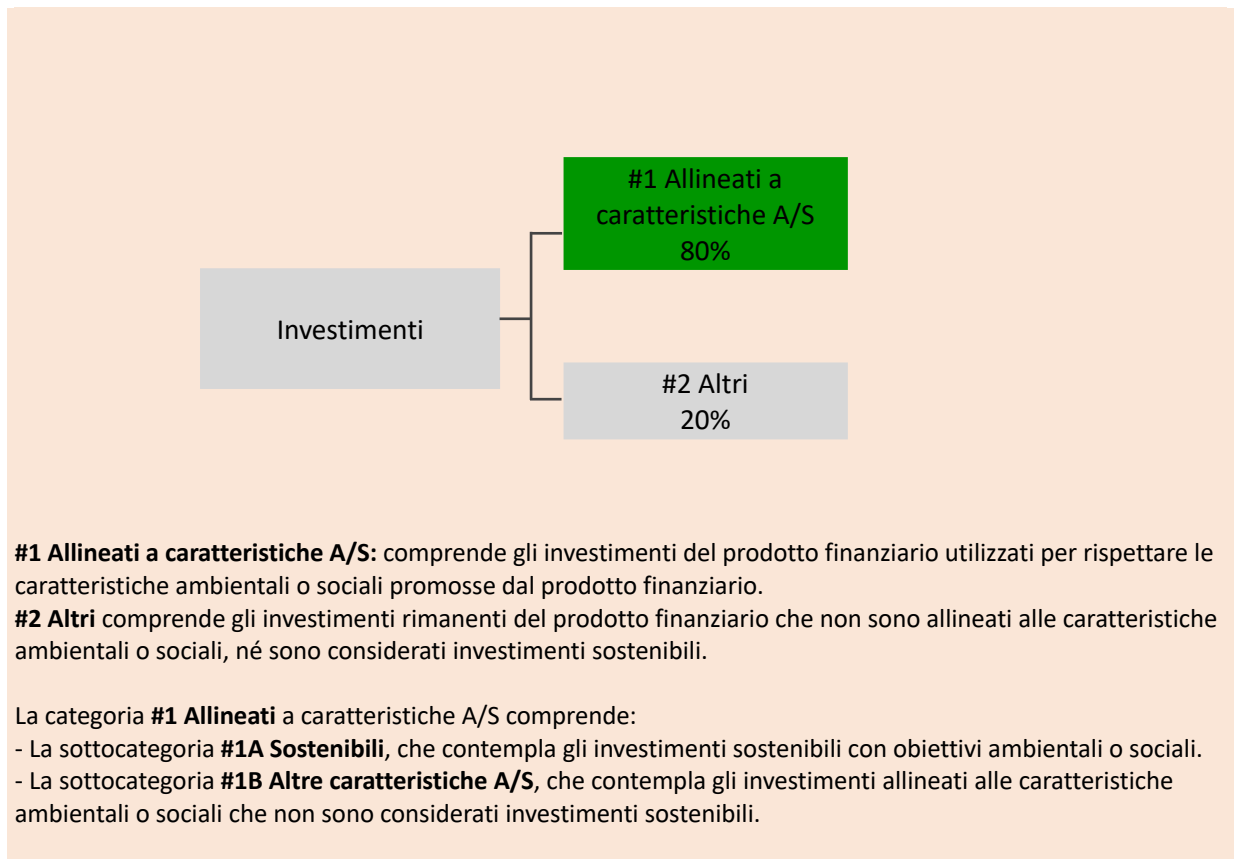 #1 Allineati a
caratteristiche A/S
80%
Investimenti
#2 Altri
20%
#1 Allineati a caratteristiche A/S: comprende gli investimenti del prodotto finanziario utilizzati per rispettare le
caratteristiche ambientali o sociali promosse dal prodotto finanziario.
#2 Altri comprende gli investimenti rimanenti del prodotto finanziario che non sono allineati alle caratteristiche
ambientali o sociali, né sono considerati investimenti sostenibili.
La categoria #1 Allineati a caratteristiche A/S comprende:
- La sottocategoria #1A Sostenibili, che contempla gli investimenti sostenibili con obiettivi ambientali o sociali.
- La sottocategoria #1B Altre caratteristiche A/S, che contempla gli investimenti allineati alle caratteristiche
ambientali o sociali che non sono considerati investimenti sostenibili.